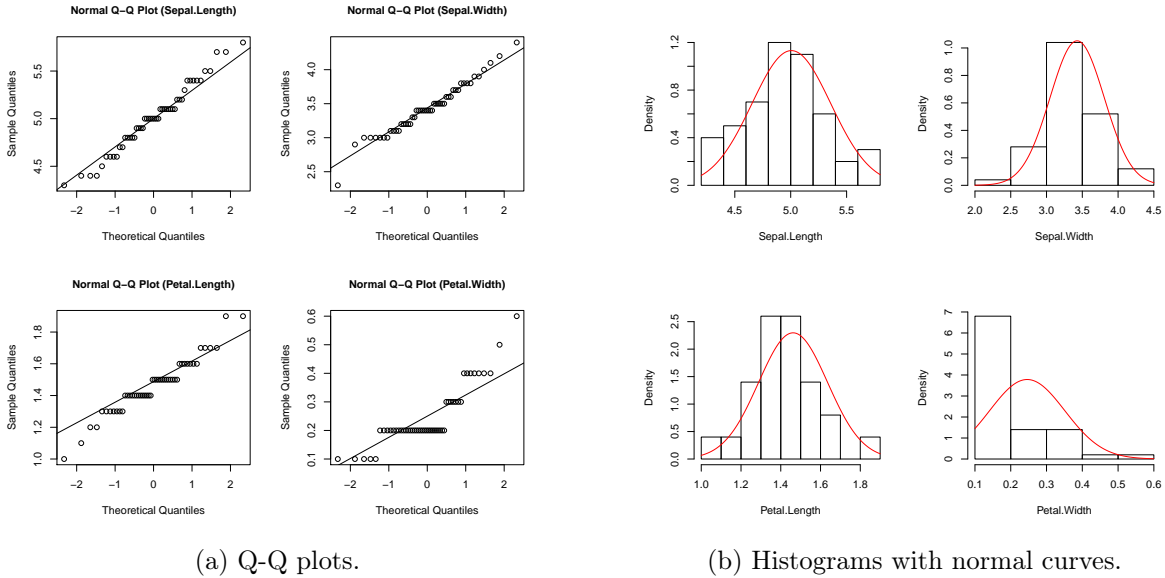 Normal Q−Q Plot (Sepal.Length)
Sample Quantiles
4.5 5.0 5.5
−2 −1 0 1 2
Theoretical Quantiles
Normal Q−Q Plot (Sepal.Width)
Sample Quantiles
2.5 3.0 3.5 4.0
−2 −1 0 1 2
Theoretical Quantiles
Normal Q−Q Plot (Petal.Length)
Sample Quantiles
1.0 1.2 1.4 1.6 1.8
−2 −1 0 1 2
Theoretical Quantiles
Normal Q−Q Plot (Petal.Width)
Sample Quantiles
0.1 0.2 0.3 0.4 0.5 0.6
−2 −1 0 1 2
Theoretical Quantiles
(a) Q-Q plots.
Density
0.0 0.4 0.8 1.2
4.5 5.0 5.5
Sepal.Length
Density
0.0 0.2 0.4 0.6 0.8 1.0
2.0 2.5 3.0 3.5 4.0 4.5
Sepal.Width
Density
0.0 0.5 1.0 1.5 2.0 2.5
1.0 1.2 1.4 1.6 1.8
Petal.Length
Density
0 1 2 3 4 5 6 7
0.1 0.2 0.3 0.4 0.5 0.6
Petal.Width
(b) Histograms with normal curves.